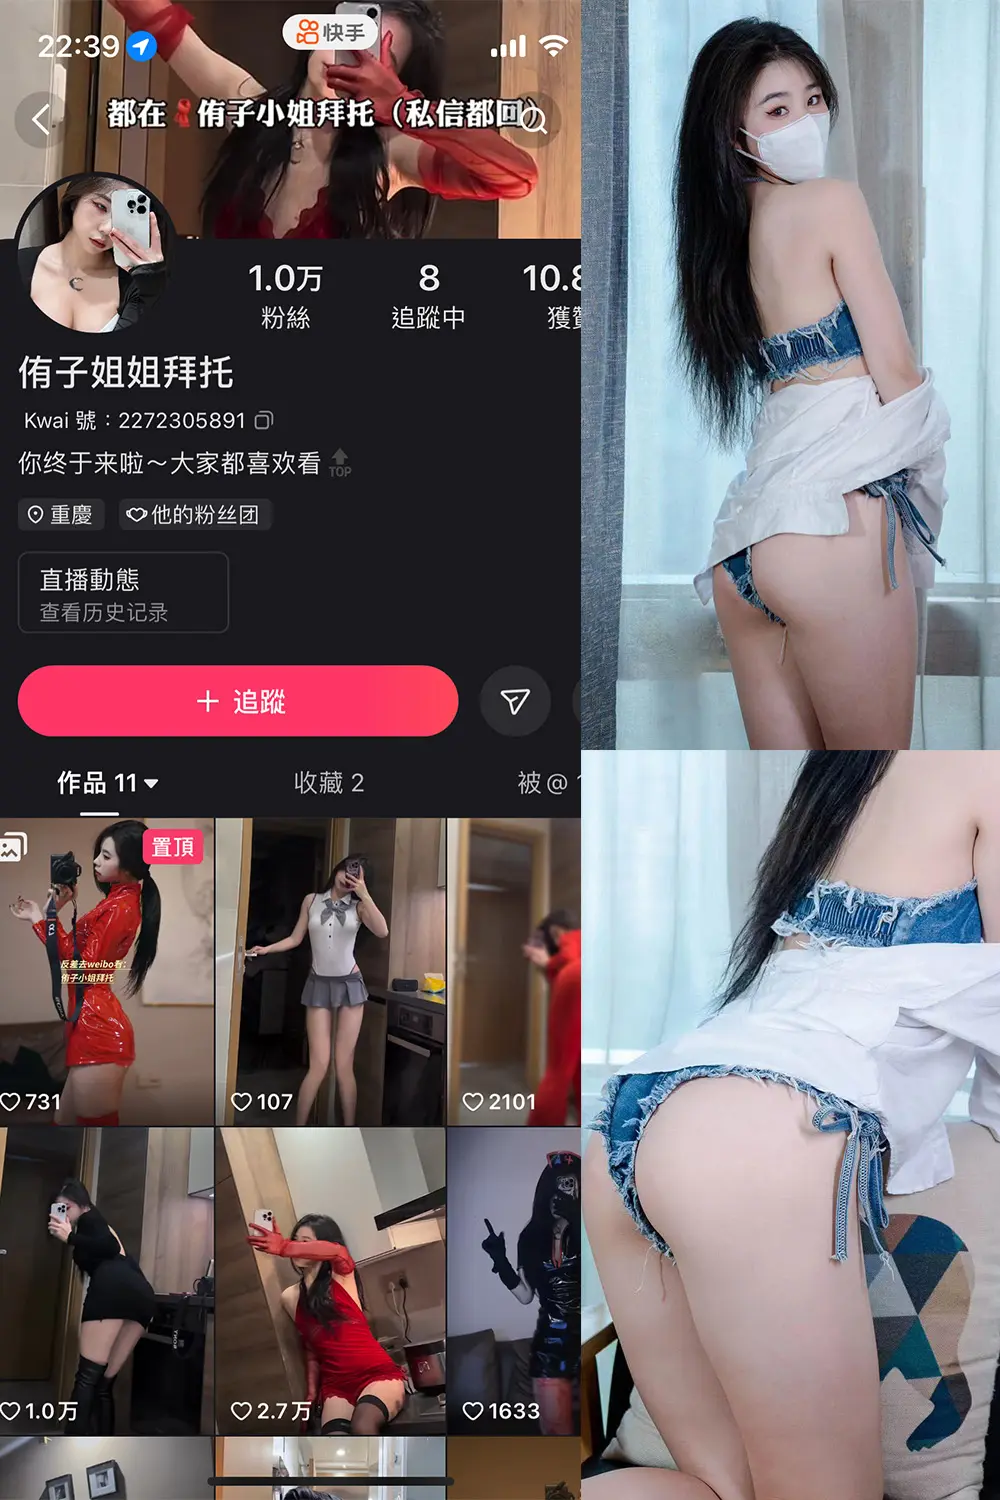 22:39
快手
都在侑子小姐拜托（私信都回）
1.0万
8
10.8
粉絲
追蹤中
獲
侑子姐姐拜托
Kwai 號：2272305891
你终于来啦～大家都喜欢看
TOP
重慶
他的粉丝团
直播動態
查看历史记录
+ 追蹤
作品 11
收藏 2
被@ 1
置頂
反差去weibo看:
侑子小姐拜托
731
107
2101
1.0万
2.7万
1633